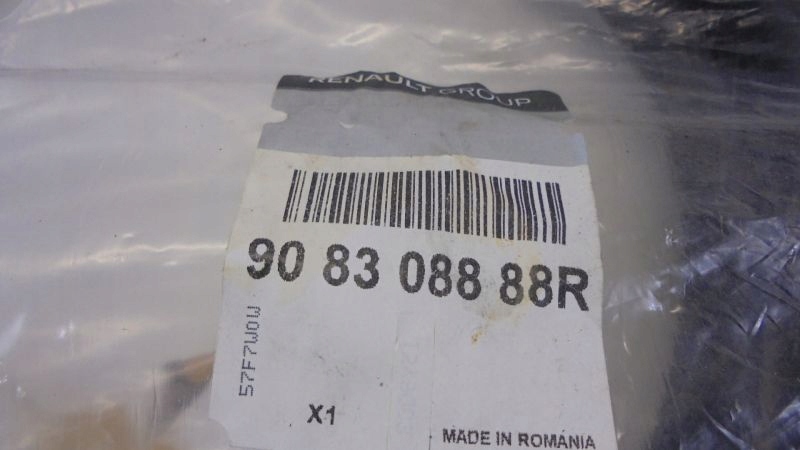 RENAULT GROUP
90 83 088 88R
57F7W0W
X1
MADE IN ROMANIA